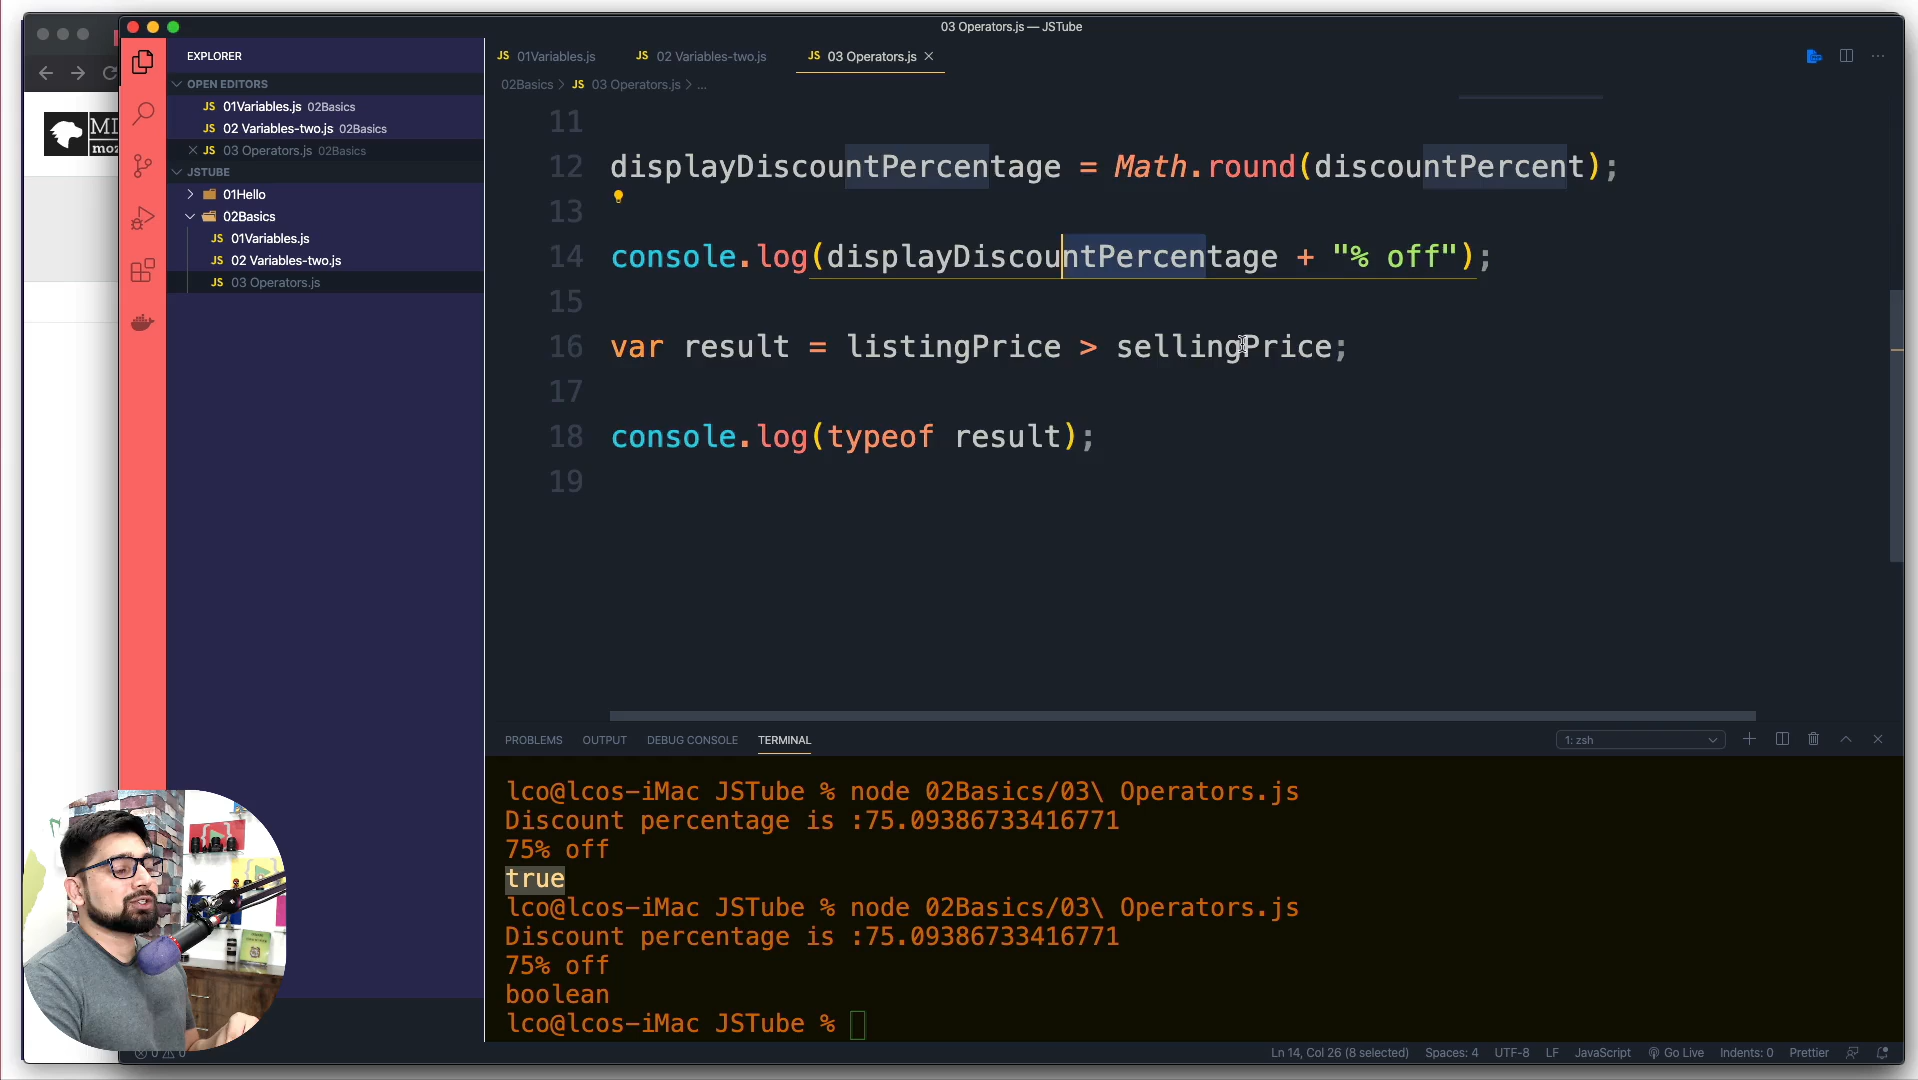 03 Operators.js — JSTube
EXPLORER
OPEN EDITORS
JS 01Variables.js 02Basics
JS 02 Variables-two.js 02Basics
JS 03 Operators.js 02Basics
JSTUBE
01Hello
02Basics
JS 01Variables.js
JS 02 Variables-two.js
JS 03 Operators.js
JS 01Variables.js
JS 02 Variables-two.js
JS 03 Operators.js
02Basics > JS 03 Operators.js > ...
11
12 displayDiscountPercentage = Math.round(discountPercent);
13
14 console.log(displayDiscountPercentage + "% off");
15
16 var result = listingPrice > sellingPrice;
17
18 console.log(typeof result);
19
PROBLEMS OUTPUT DEBUG CONSOLE TERMINAL
1: zsh
lco@lcos-iMac JSTube % node 02Basics/03\ Operators.js
Discount percentage is :75.09386733416771
75% off
true
lco@lcos-iMac JSTube % node 02Basics/03\ Operators.js
Discount percentage is :75.09386733416771
75% off
boolean
lco@lcos-iMac JSTube %
0 0
Ln 14, Col 26 (8 selected) Spaces: 4 UTF-8 LF JavaScript Go Live Indents: 0 Prettier